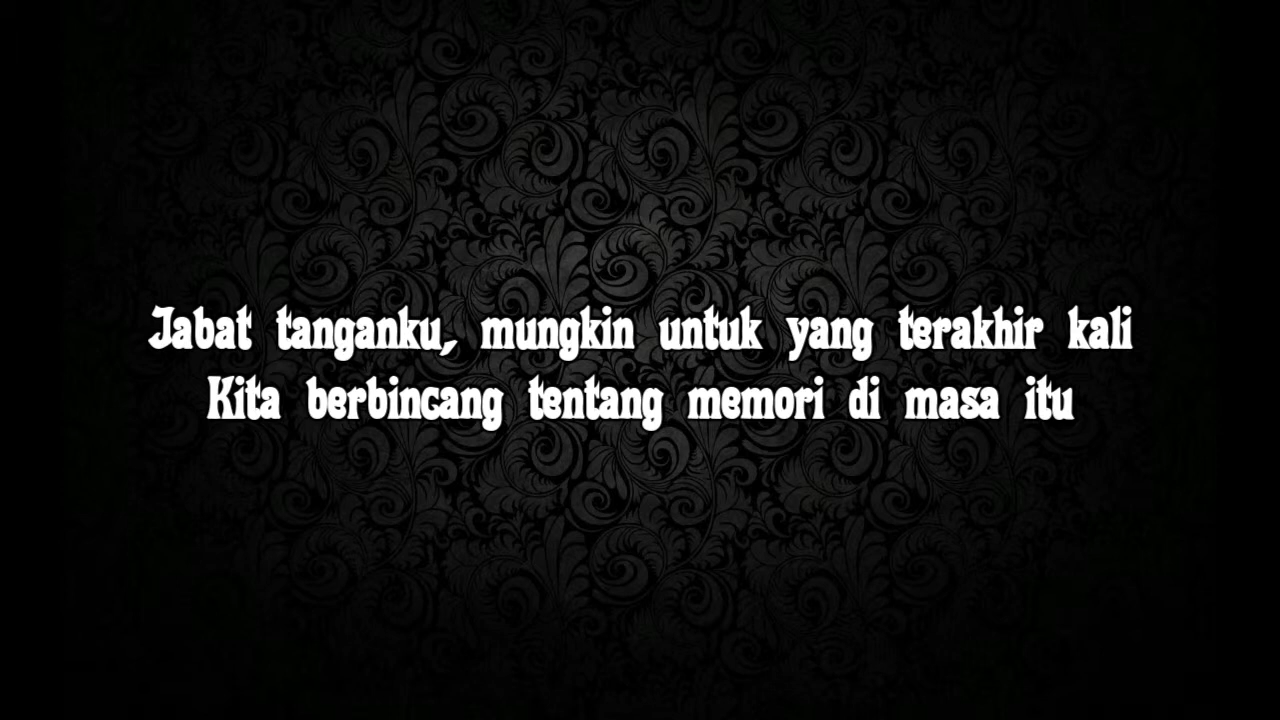 Jabat tanganku, mungkin untuk yang terakhir kali
Kita berbincang tentang memori di masa itu